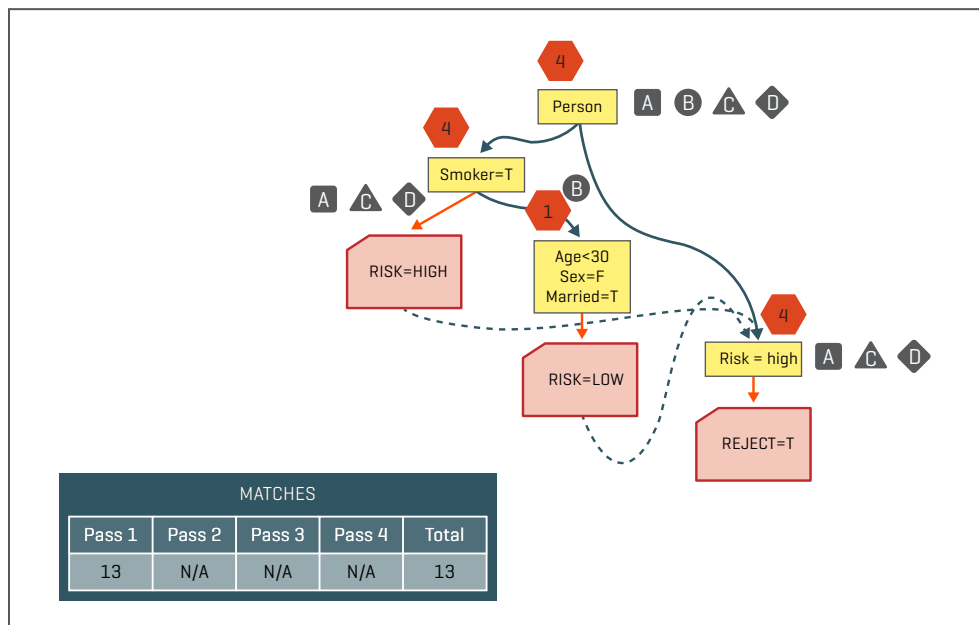 4
Person
A B C D
4
Smoker=T
A C D
1
B
RISK=HIGH
Age<30
Sex=F
Married=T
4
Risk = high
A C D
RISK=LOW
REJECT=T
MATCHES
Pass 1 Pass 2 Pass 3 Pass 4 Total
13 N/A N/A N/A 13